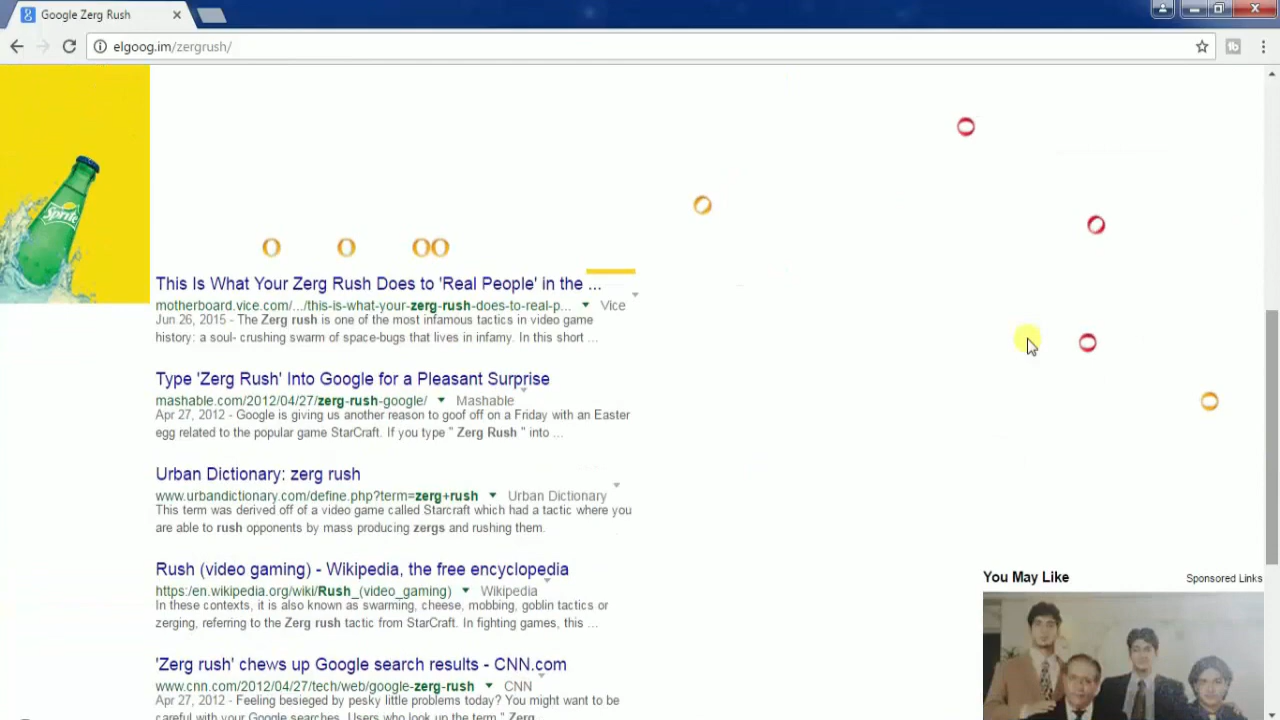 Google Zerg Rush
elgoog.im/zergrush/
Sprite
This Is What Your Zerg Rush Does to 'Real People' in the ...
motherboard.vice.com/.../this-is-what-your-zerg-rush-does-to-real-p... Vice
Jun 26, 2015 - The Zerg rush is one of the most infamous tactics in video game
history: a soul- crushing swarm of space-bugs that lives in infamy. In this short ...
Type 'Zerg Rush' Into Google for a Pleasant Surprise
mashable.com/2012/04/27/zerg-rush-google/ Mashable
Apr 27, 2012 - Google is giving us another reason to goof off on a Friday with an Easter
egg related to the popular game StarCraft. If you type " Zerg Rush " into ...
Urban Dictionary: zerg rush
www.urbandictionary.com/define.php?term=zerg+rush Urban Dictionary
This term was derived off of a video game called Starcraft which had a tactic where you
are able to rush opponents by mass producing zergs and rushing them.
Rush (video gaming) - Wikipedia, the free encyclopedia
https:/en.wikipedia.org/wiki/Rush_(video_gaming) Wikipedia
In these contexts, it is also known as swarming, cheese, mobbing, goblin tactics or
zerging, referring to the Zerg rush tactic from StarCraft. In fighting games, this ...
You May Like Sponsored Links
'Zerg rush' chews up Google search results - CNN.com
www.cnn.com/2012/04/27/tech/web/google-zerg-rush CNN
Apr 27, 2012 - Feeling besieged by pesky little problems today? You might want to be
careful with your Google searches. Users who look up the term " Zerg